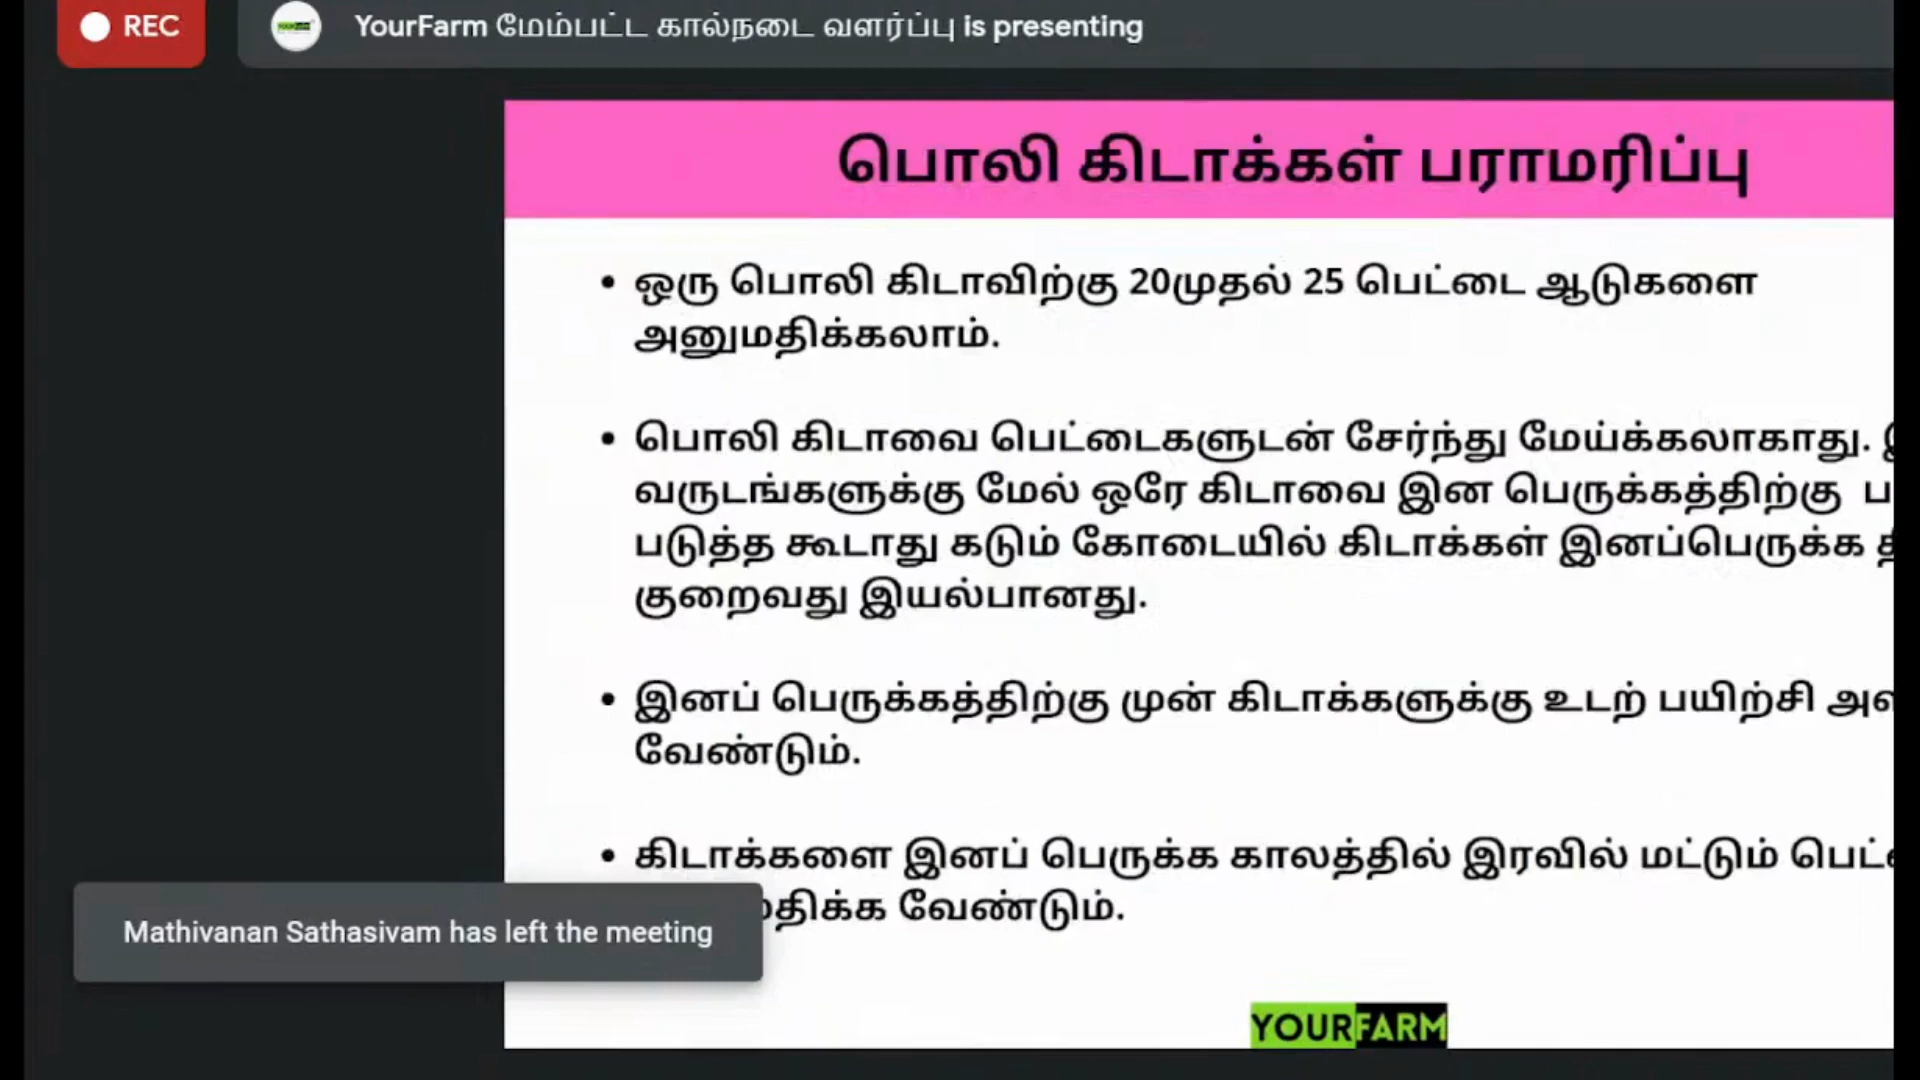 REC
YourFarm மேம்பட்ட கால்நடை வளர்ப்பு is presenting
பொலி கிடாக்கள் பராமரிப்பு
• ஒரு பொலி கிடாவிற்கு 20முதல் 25 பெட்டை ஆடுகளை
அனுமதிக்கலாம்.
• பொலி கிடாவை பெட்டைகளுடன் சேர்ந்து மேய்க்கலாகாது.
வருடங்களுக்கு மேல் ஒரே கிடாவை இன பெருக்கத்திற்கு
படுத்த கூடாது கடும் கோடையில் கிடாக்கள் இனப்பெருக்க
குறைவது இயல்பானது.
• இனப் பெருக்கத்திற்கு முன் கிடாக்களுக்கு உடற் பயிற்சி
வேண்டும்.
• கிடாக்களை இனப் பெருக்க காலத்தில் இரவில் மட்டும்
வேண்டும்.
Mathivanan Sathasivam has left the meeting
YOURFARM